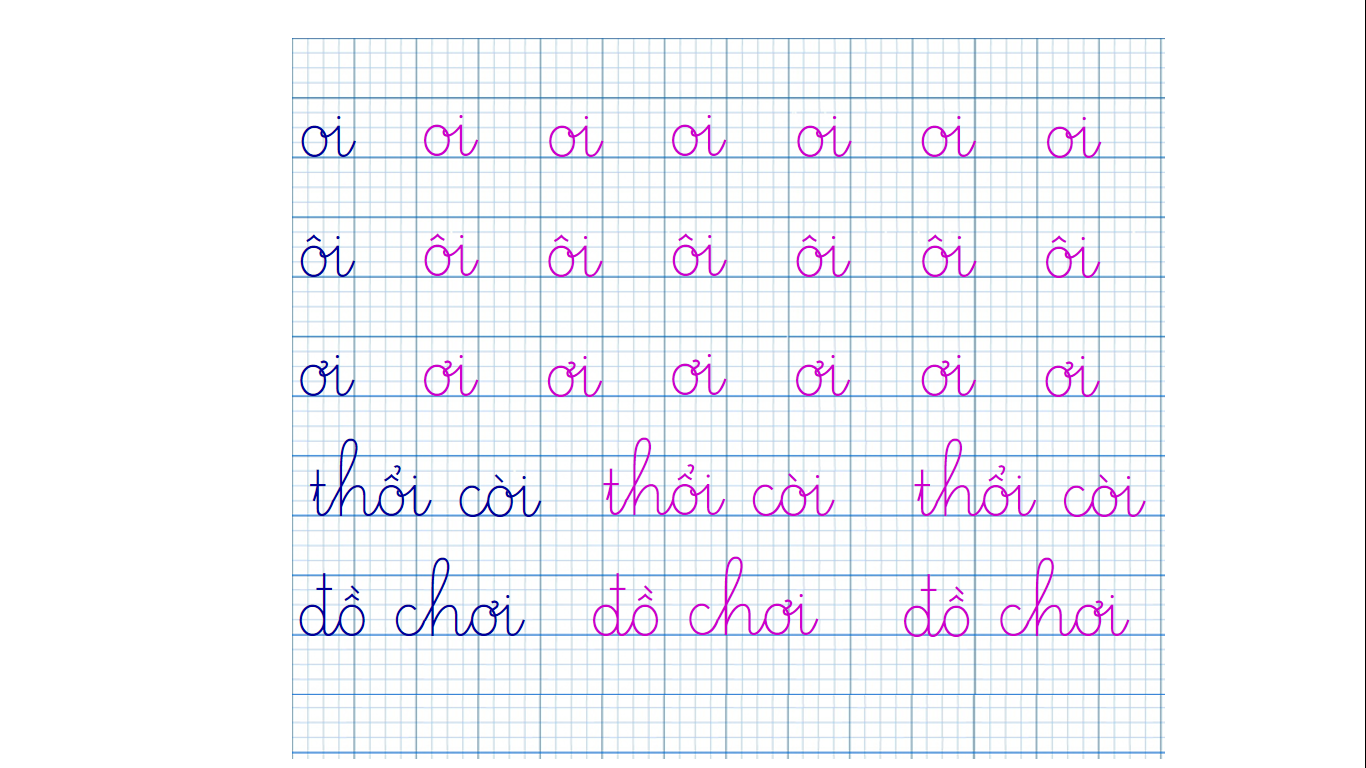 oi oi oi oi oi oi oi
ôi ôi ôi ôi ôi ôi ôi
ơi ơi ơi ơi ơi ơi ơi
thổi còi thổi còi thổi còi
đồ chơi đồ chơi đồ chơi